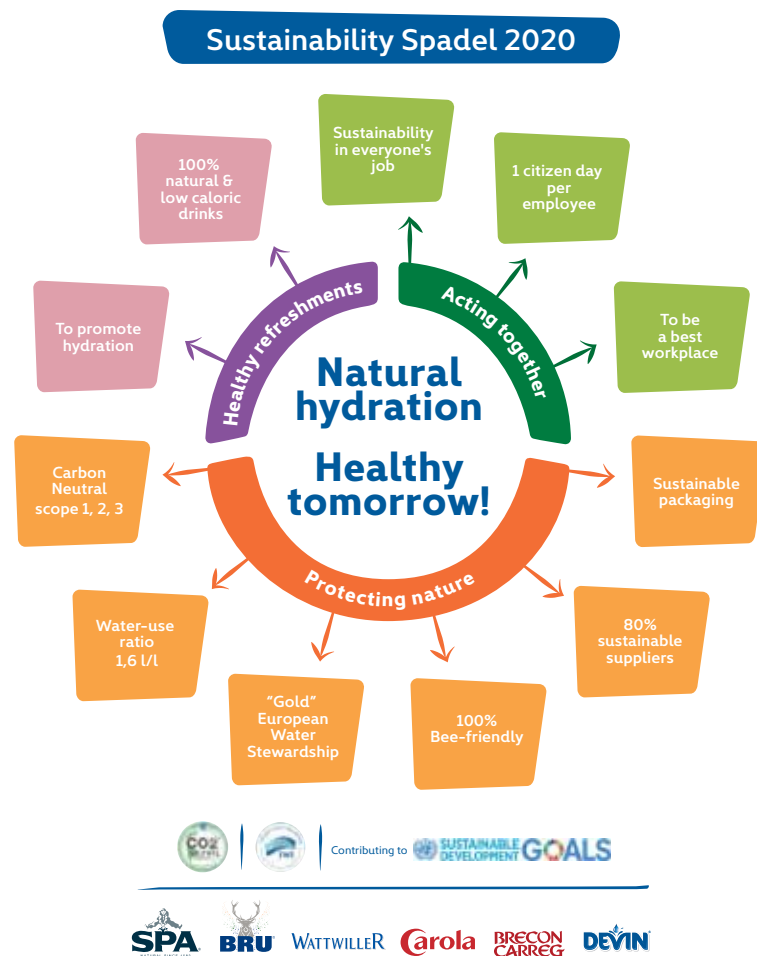 Sustainability Spadel 2020
Sustainability
in everyone's
job
100%
natural &
low caloric
drinks
1 citizen day
per
employee
To promote
hydration
To be
a best
workplace
Healthy refreshments
Acting together
Natural
hydration
Healthy
tomorrow!
Carbon
Neutral
scope 1, 2, 3
Sustainable
packaging
Protecting nature
Water-use
ratio
1,6 l/l
80%
sustainable
suppliers
"Gold"
European
Water
Stewardship
100%
Bee-friendly
CO2
Contributing to
SUSTAINABLE
DEVELOPMENT
GOALS
SPA
BRU
WATTWILLER
Carola
BRECON
CARREG
DEVIN